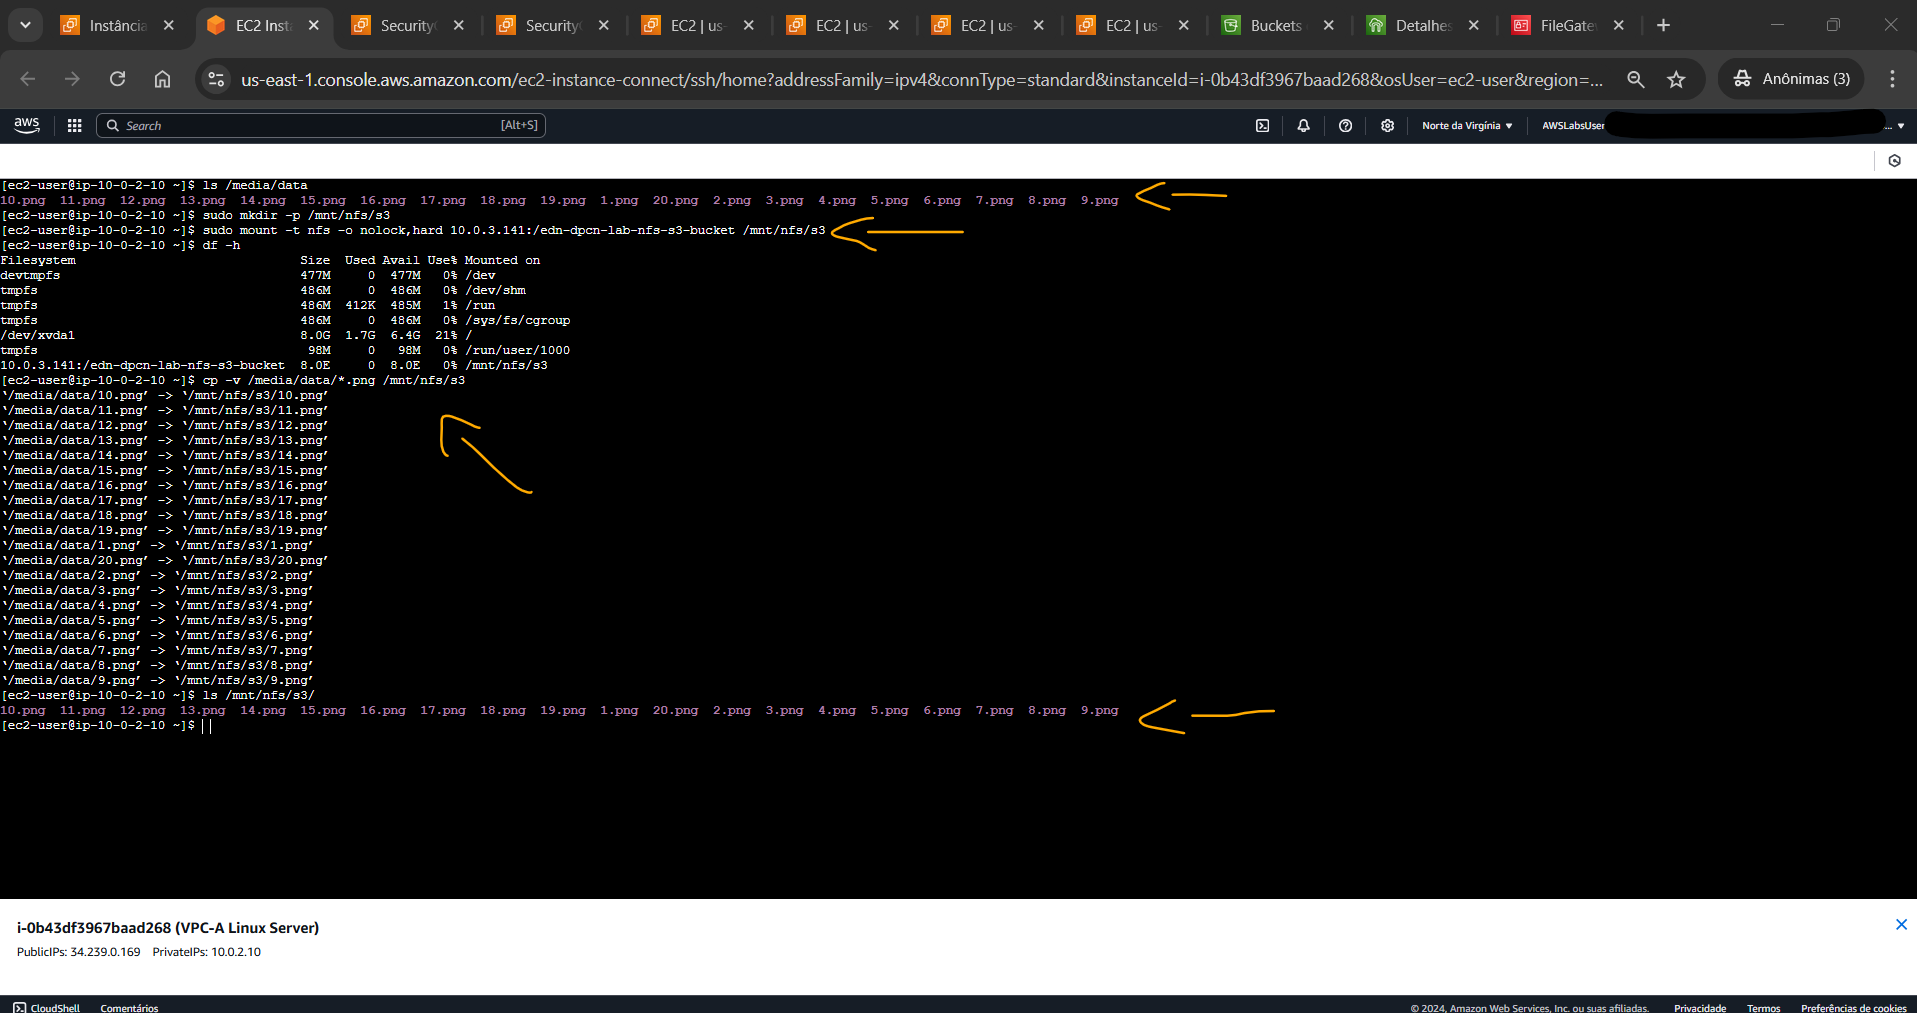 Instância
EC2 Inst
Security
Security
EC2 | us-
EC2 | us-
EC2 | us-
EC2 | us-
Buckets
Detalhes
FileGate
us-east-1.console.aws.amazon.com/ec2-instance-connect/ssh/home?addressFamily=ipv4&connType=standard&instanceId=i-0b43df3967baad268&osUser=ec2-user&region=...
Anônimas (3)
aws
Search
[Alt+S]
Norte da Virgínia
AWSLabsUser
...
[ec2-user@ip-10-0-2-10 ~]$ ls /media/data
10.png 11.png 12.png 13.png 14.png 15.png 16.png 17.png 18.png 19.png 1.png 20.png 2.png 3.png 4.png 5.png 6.png 7.png 8.png 9.png
[ec2-user@ip-10-0-2-10 ~]$ sudo mkdir -p /mnt/nfs/s3
[ec2-user@ip-10-0-2-10 ~]$ sudo mount -t nfs -o nolock,hard 10.0.3.141:/edn-dpcn-lab-nfs-s3-bucket /mnt/nfs/s3
[ec2-user@ip-10-0-2-10 ~]$ df -h
Filesystem Size Used Avail Use% Mounted on
devtmpfs 477M 0 477M 0% /dev
tmpfs 486M 0 486M 0% /dev/shm
tmpfs 486M 412K 485M 1% /run
tmpfs 486M 0 486M 0% /sys/fs/cgroup
/dev/xvda1 8.0G 1.7G 6.4G 21% /
tmpfs 98M 0 98M 0% /run/user/1000
10.0.3.141:/edn-dpcn-lab-nfs-s3-bucket 8.0E 0 8.0E 0% /mnt/nfs/s3
[ec2-user@ip-10-0-2-10 ~]$ cp -v /media/data/*.png /mnt/nfs/s3
‘/media/data/10.png’ -> ‘/mnt/nfs/s3/10.png’
‘/media/data/11.png’ -> ‘/mnt/nfs/s3/11.png’
‘/media/data/12.png’ -> ‘/mnt/nfs/s3/12.png’
‘/media/data/13.png’ -> ‘/mnt/nfs/s3/13.png’
‘/media/data/14.png’ -> ‘/mnt/nfs/s3/14.png’
‘/media/data/15.png’ -> ‘/mnt/nfs/s3/15.png’
‘/media/data/16.png’ -> ‘/mnt/nfs/s3/16.png’
‘/media/data/17.png’ -> ‘/mnt/nfs/s3/17.png’
‘/media/data/18.png’ -> ‘/mnt/nfs/s3/18.png’
‘/media/data/19.png’ -> ‘/mnt/nfs/s3/19.png’
‘/media/data/1.png’ -> ‘/mnt/nfs/s3/1.png’
‘/media/data/20.png’ -> ‘/mnt/nfs/s3/20.png’
‘/media/data/2.png’ -> ‘/mnt/nfs/s3/2.png’
‘/media/data/3.png’ -> ‘/mnt/nfs/s3/3.png’
‘/media/data/4.png’ -> ‘/mnt/nfs/s3/4.png’
‘/media/data/5.png’ -> ‘/mnt/nfs/s3/5.png’
‘/media/data/6.png’ -> ‘/mnt/nfs/s3/6.png’
‘/media/data/7.png’ -> ‘/mnt/nfs/s3/7.png’
‘/media/data/8.png’ -> ‘/mnt/nfs/s3/8.png’
‘/media/data/9.png’ -> ‘/mnt/nfs/s3/9.png’
[ec2-user@ip-10-0-2-10 ~]$ ls /mnt/nfs/s3/
10.png 11.png 12.png 13.png 14.png 15.png 16.png 17.png 18.png 19.png 1.png 20.png 2.png 3.png 4.png 5.png 6.png 7.png 8.png 9.png
[ec2-user@ip-10-0-2-10 ~]$
i-0b43df3967baad268 (VPC-A Linux Server)
PublicIPs: 34.239.0.169 PrivateIPs: 10.0.2.10
CloudShell Comentários © 2024, Amazon Web Services, Inc. ou suas afiliadas. Privacidade Termos Preferências de cookies